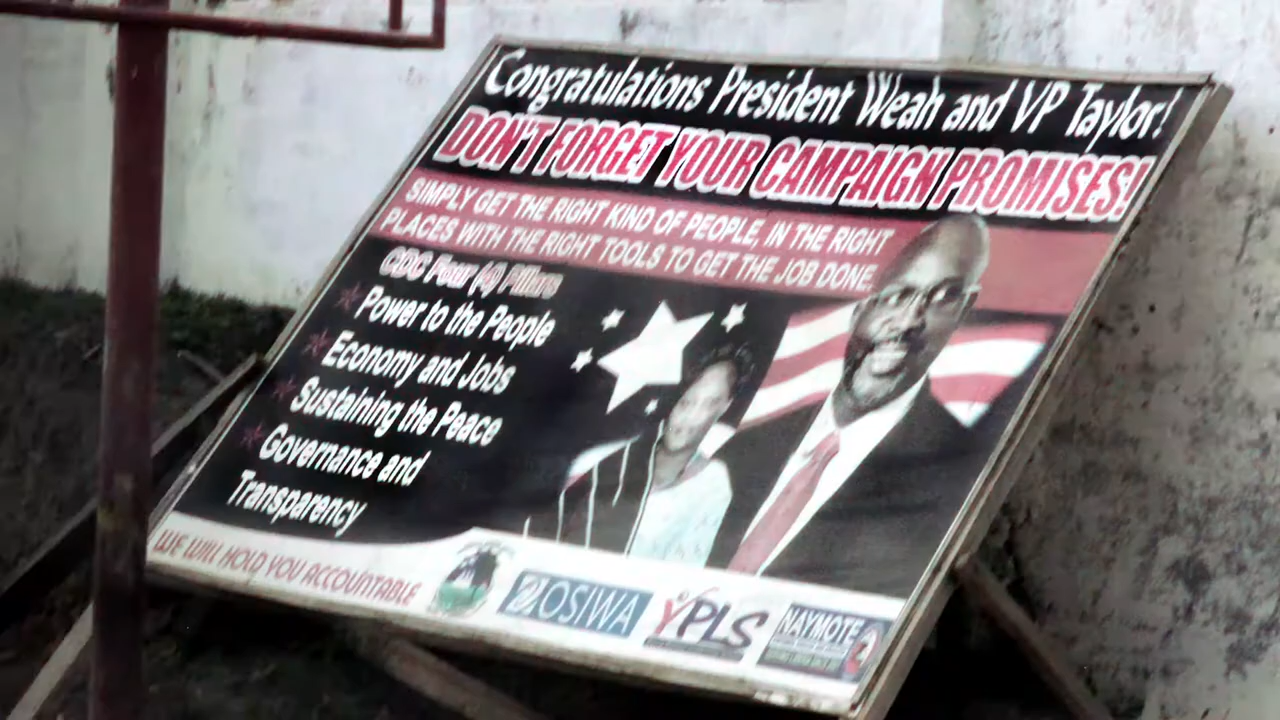 Congratulations President Weah and VP Taylor!
DON'T FORGET YOUR CAMPAIGN PROMISES!
SIMPLY GET THE RIGHT KIND OF PEOPLE, IN THE RIGHT
PLACES WITH THE RIGHT TOOLS TO GET THE JOB DONE.
CDC Four (4) Pillars
Power to the People
Economy and Jobs
Sustaining the Peace
Governance and
Transparency
WE WILL HOLD YOU ACCOUNTABLE
OSIWA
YPLS
NAYMOTE